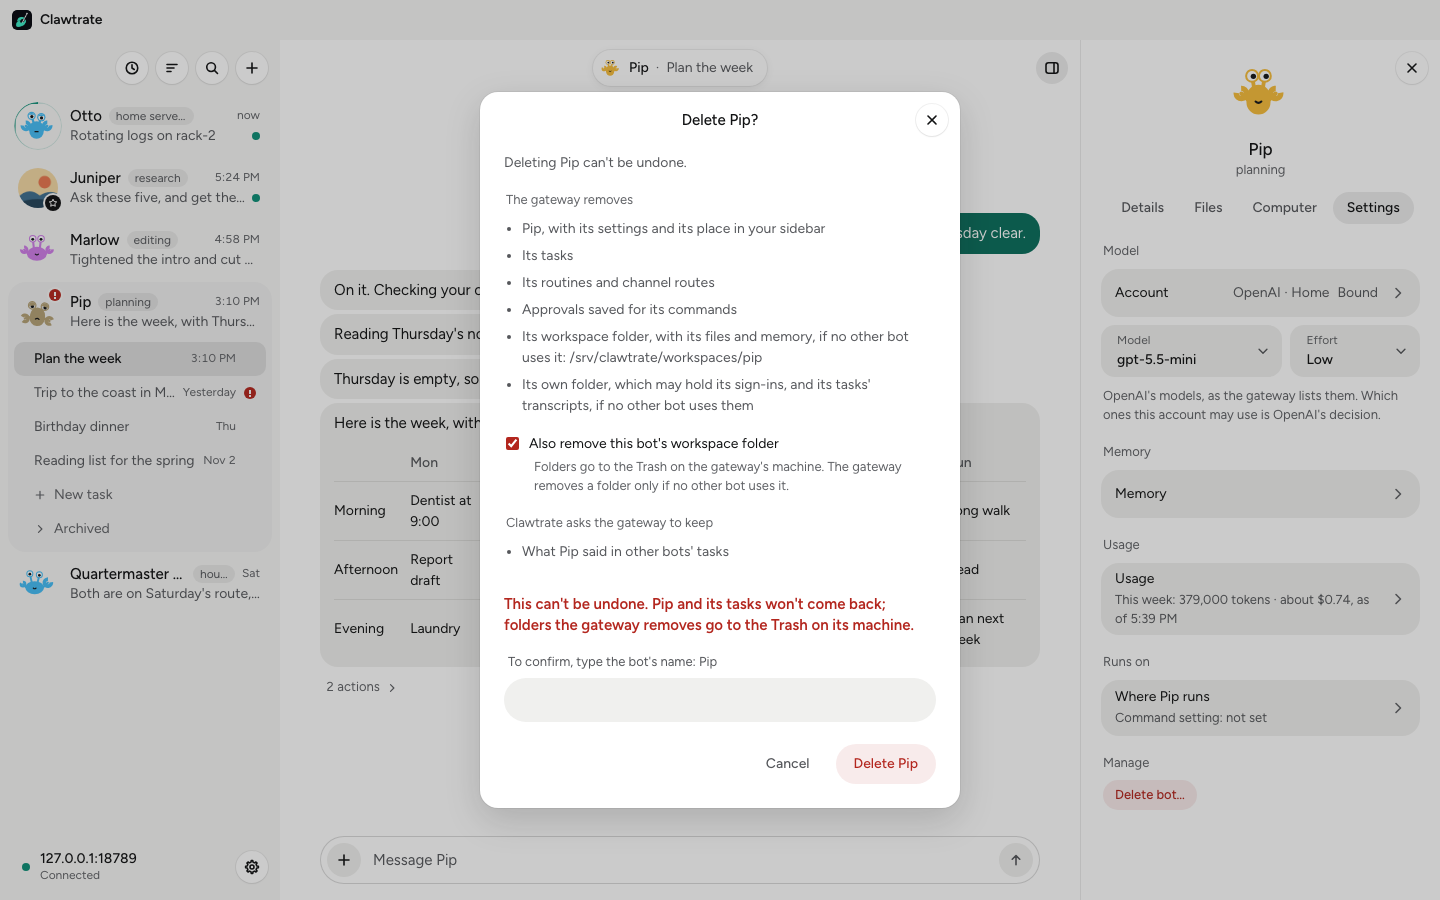 Clawtrate
Otto home serve... now
Rotating logs on rack-2
Juniper research 5:24 PM
Ask these five, and get the...
Marlow editing 4:58 PM
Tightened the intro and cut ...
Pip planning 3:10 PM
Here is the week, with Thurs...
Plan the week 3:10 PM
Trip to the coast in M... Yesterday
Birthday dinner Thu
Reading list for the spring Nov 2
New task
Archived
Quartermaster ... hou... Sat
Both are on Saturday's route,...
127.0.0.1:18789
Connected
Pip · Plan the week
sday clear.
On it. Checking your c
Reading Thursday's no
Thursday is empty, so
Here is the week, with
Mon un
Morning Dentist at ong walk
9:00
Afternoon Report ead
draft
Evening Laundry an next
eek
2 actions
Message Pip
Delete Pip?
Deleting Pip can't be undone.
The gateway removes
• Pip, with its settings and its place in your sidebar
• Its tasks
• Its routines and channel routes
• Approvals saved for its commands
• Its workspace folder, with its files and memory, if no other bot
uses it: /srv/clawtrate/workspaces/pip
• Its own folder, which may hold its sign-ins, and its tasks'
transcripts, if no other bot uses them
Also remove this bot's workspace folder
Folders go to the Trash on the gateway's machine. The gateway
removes a folder only if no other bot uses it.
Clawtrate asks the gateway to keep
• What Pip said in other bots' tasks
This can't be undone. Pip and its tasks won't come back;
folders the gateway removes go to the Trash on its machine.
To confirm, type the bot's name: Pip
Cancel Delete Pip
Pip
planning
Details Files Computer Settings
Model
Account OpenAI · Home Bound
Model
gpt-5.5-mini
Effort
Low
OpenAI's models, as the gateway lists them. Which
ones this account may use is OpenAI's decision.
Memory
Memory
Usage
Usage
This week: 379,000 tokens · about $0.74, as
of 5:39 PM
Runs on
Where Pip runs
Command setting: not set
Manage
Delete bot...